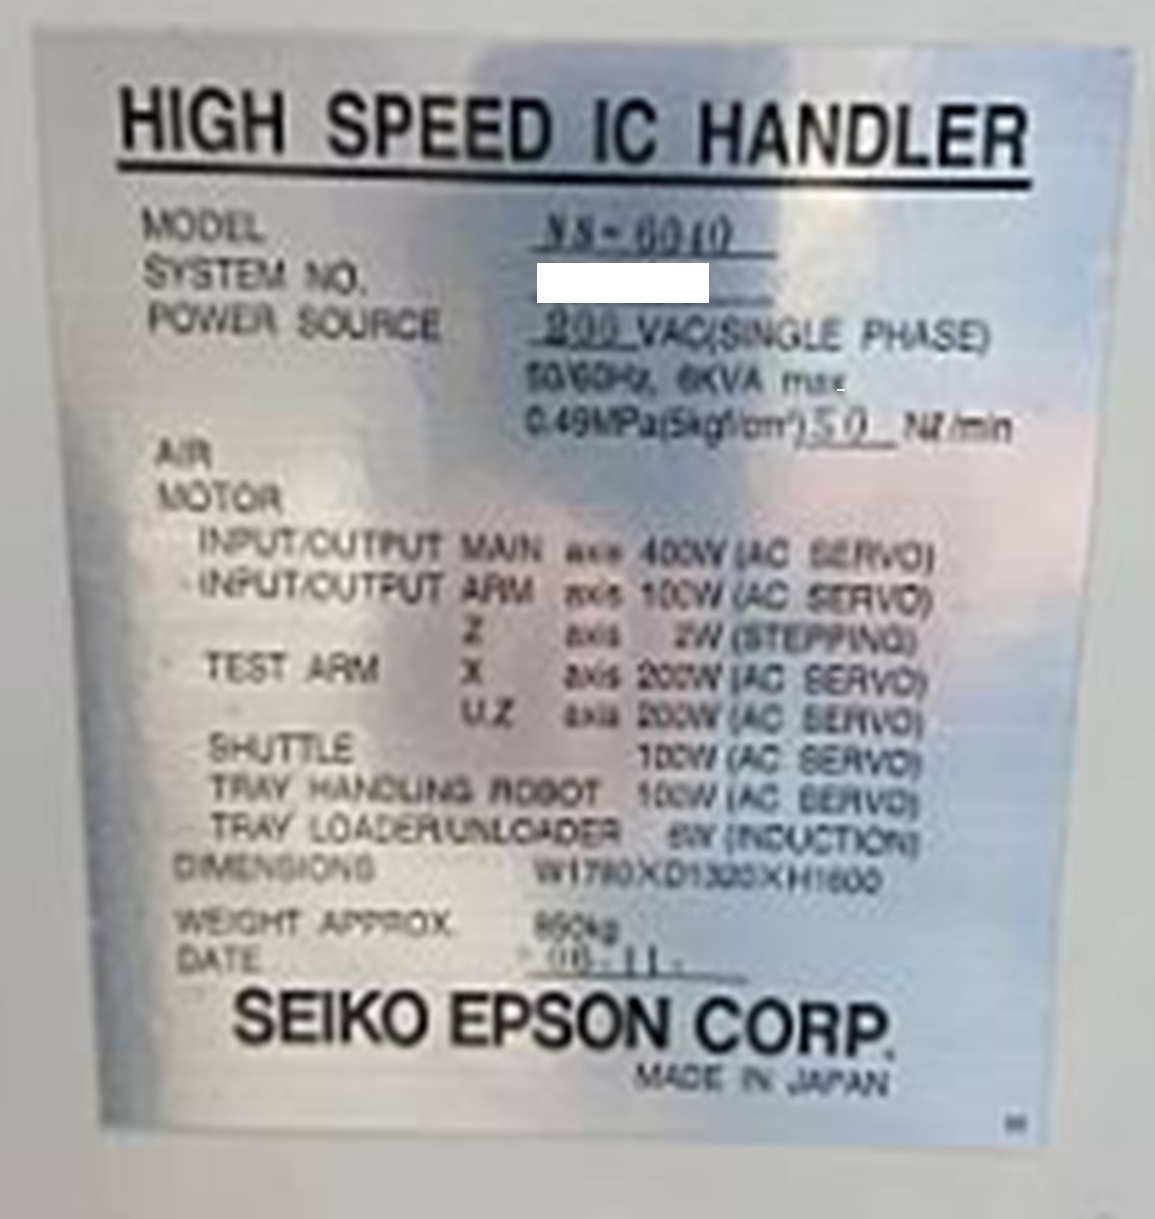 HIGH SPEED IC HANDLER
MODEL NS-6040
SYSTEM NO.
POWER SOURCE 200 VAC(SINGLE PHASE)
50/60Hz, 6KVA max
0.49MPa(5kgf/cm²) 50 Nℓ/min
AIR
MOTOR
INPUT/OUTPUT MAIN axis 400W (AC SERVO)
INPUT/OUTPUT ARM axis 100W (AC SERVO)
Z axis 2W (STEPPING)
TEST ARM X axis 200W (AC SERVO)
U.Z axis 200W (AC SERVO)
SHUTTLE 100W (AC SERVO)
TRAY HANDLING ROBOT 100W (AC SERVO)
TRAY LOADER/UNLOADER 6W (INDUCTION)
DIMENSIONS
WEIGHT APPROX. 850kg
DATE
SEIKO EPSON CORP.
MADE IN JAPAN